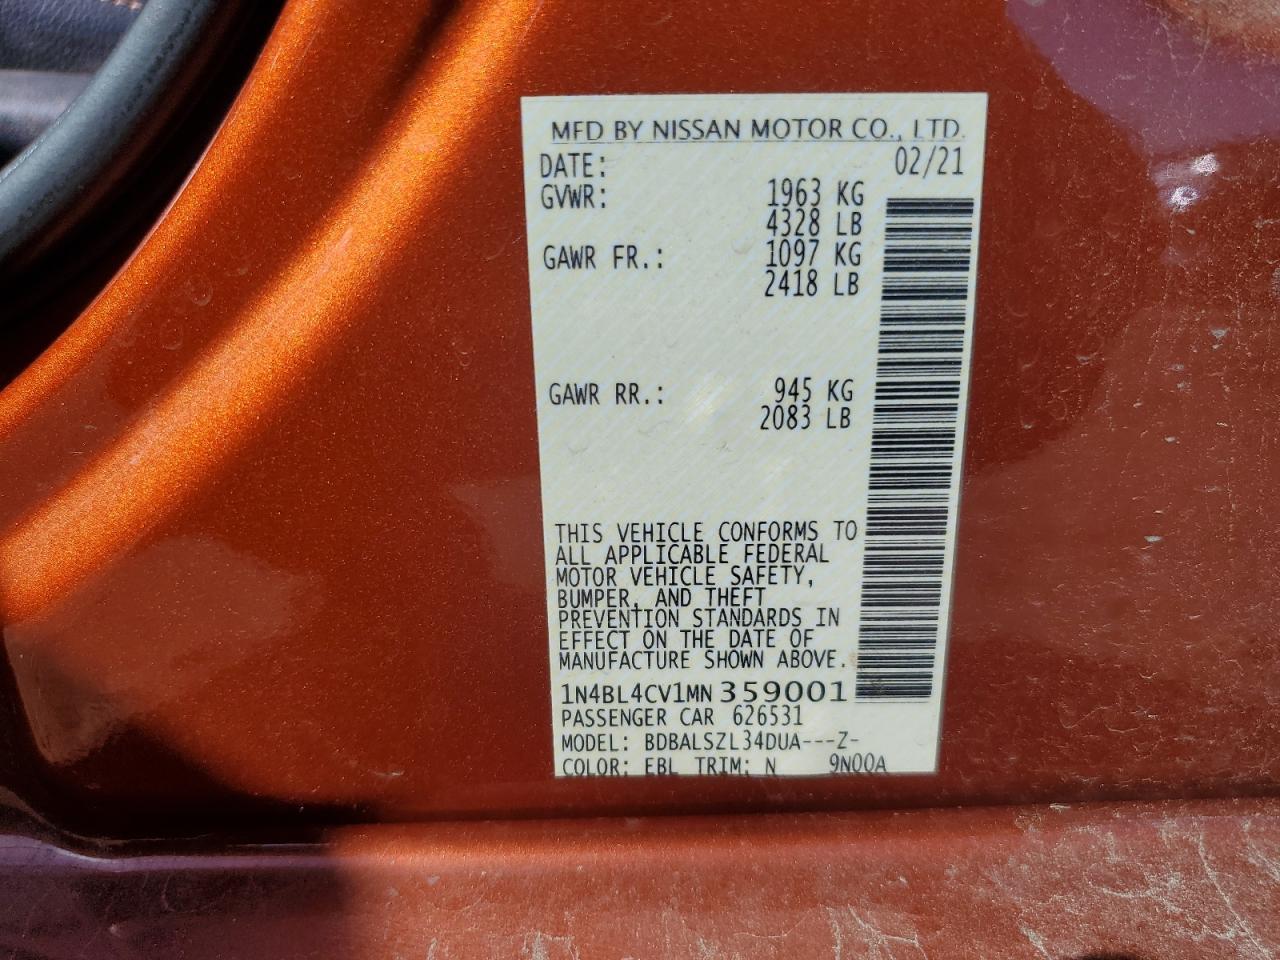 MFD BY NISSAN MOTOR CO., LTD.
DATE: 02/21
GVWR: 1963 KG
4328 LB
GAWR FR.: 1097 KG
2418 LB
GAWR RR.: 945 KG
2083 LB
THIS VEHICLE CONFORMS TO
ALL APPLICABLE FEDERAL
MOTOR VEHICLE SAFETY,
BUMPER, AND THEFT
PREVENTION STANDARDS IN
EFFECT ON THE DATE OF
MANUFACTURE SHOWN ABOVE.
1N4BL4CV1MN359001
PASSENGER CAR 626531
MODEL: BDBALSZL34DUA---Z-
COLOR: EBL TRIM: N 9N00A